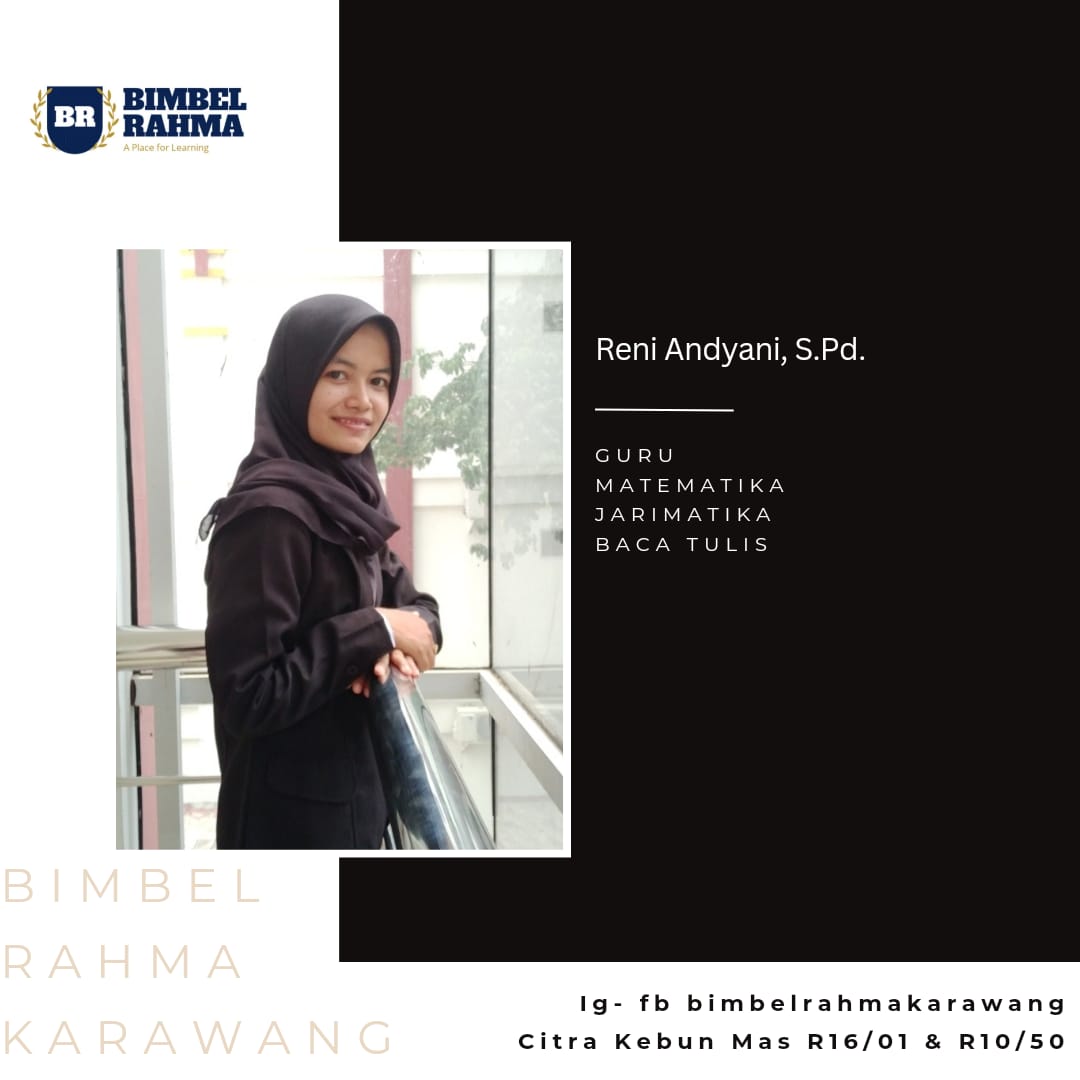 BR
BIMBEL
RAHMA
A Place for Learning
Reni Andyani, S.Pd.
GURU
MATEMATIKA
JARIMATIKA
BACA TULIS
BIMBEL
RAHMA
KARAWANG
Ig- fb bimbelrahmakarawang
Citra Kebun Mas R16/01 & R10/50